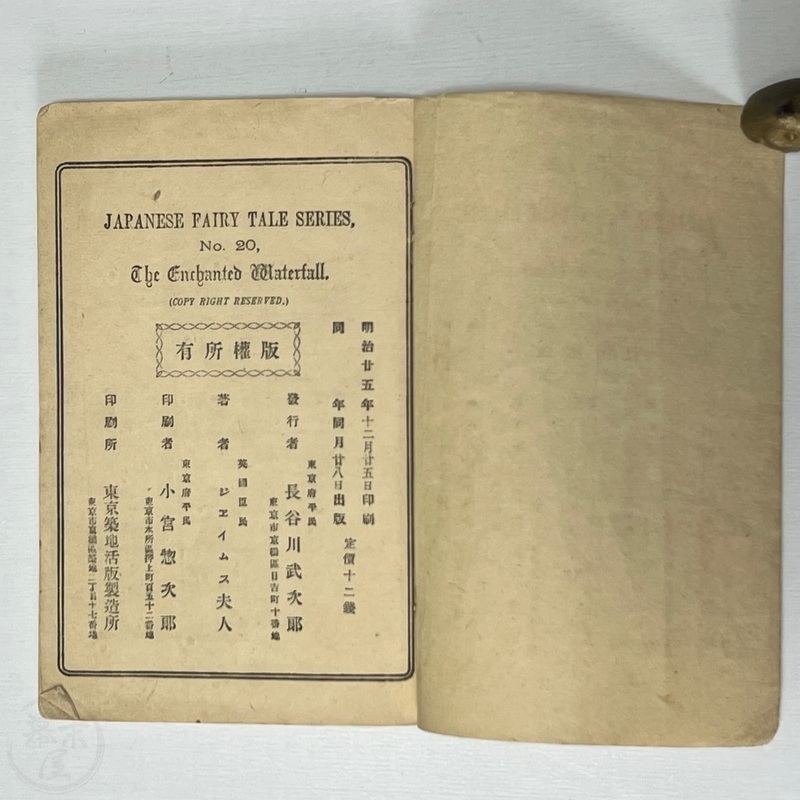 JAPANESE FAIRY TALE SERIES,
No. 20,
The Enchanted Waterfall.
(COPY RIGHT RESERVED.)
版權所有
明治廿五年十二月廿五日印刷
同年同月廿八日出版
定價十二錢
東京府平民
發行者 長谷川武次郎
東京市京橋區日吉町十番地
英國臣民
著者 ジエイムス夫人
東京府平民
印刷者 小宮惣次郎
東京市本所區押上町百五十二番地
印刷所 東京築地活版製造所
東京市京橋區築地二丁目十七番地